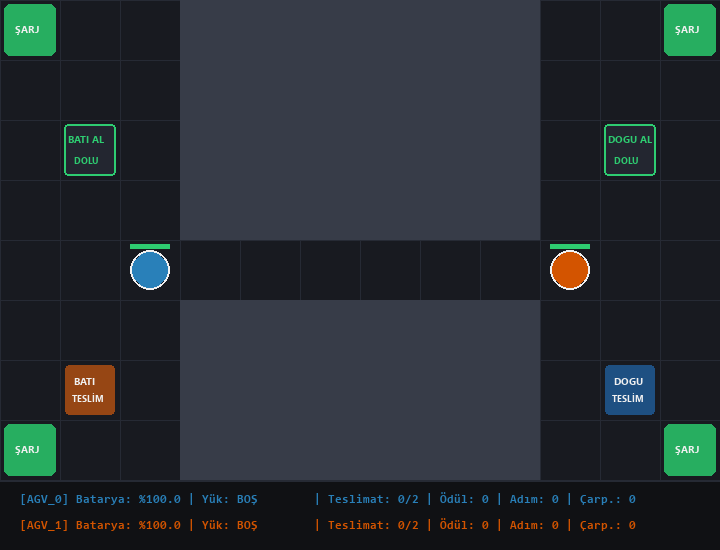 ŞARJ
ŞARJ
BATI AL
DOLU
DOGU AL
DOLU
BATI
TESLİM
DOGU
TESLİM
ŞARJ
ŞARJ
[AGV_0] Batarya: %100.0 | Yük: BOŞ | Teslimat: 0/2 | Ödül: 0 | Adım: 0 | Çarp.: 0
[AGV_1] Batarya: %100.0 | Yük: BOŞ | Teslimat: 0/2 | Ödül: 0 | Adım: 0 | Çarp.: 0